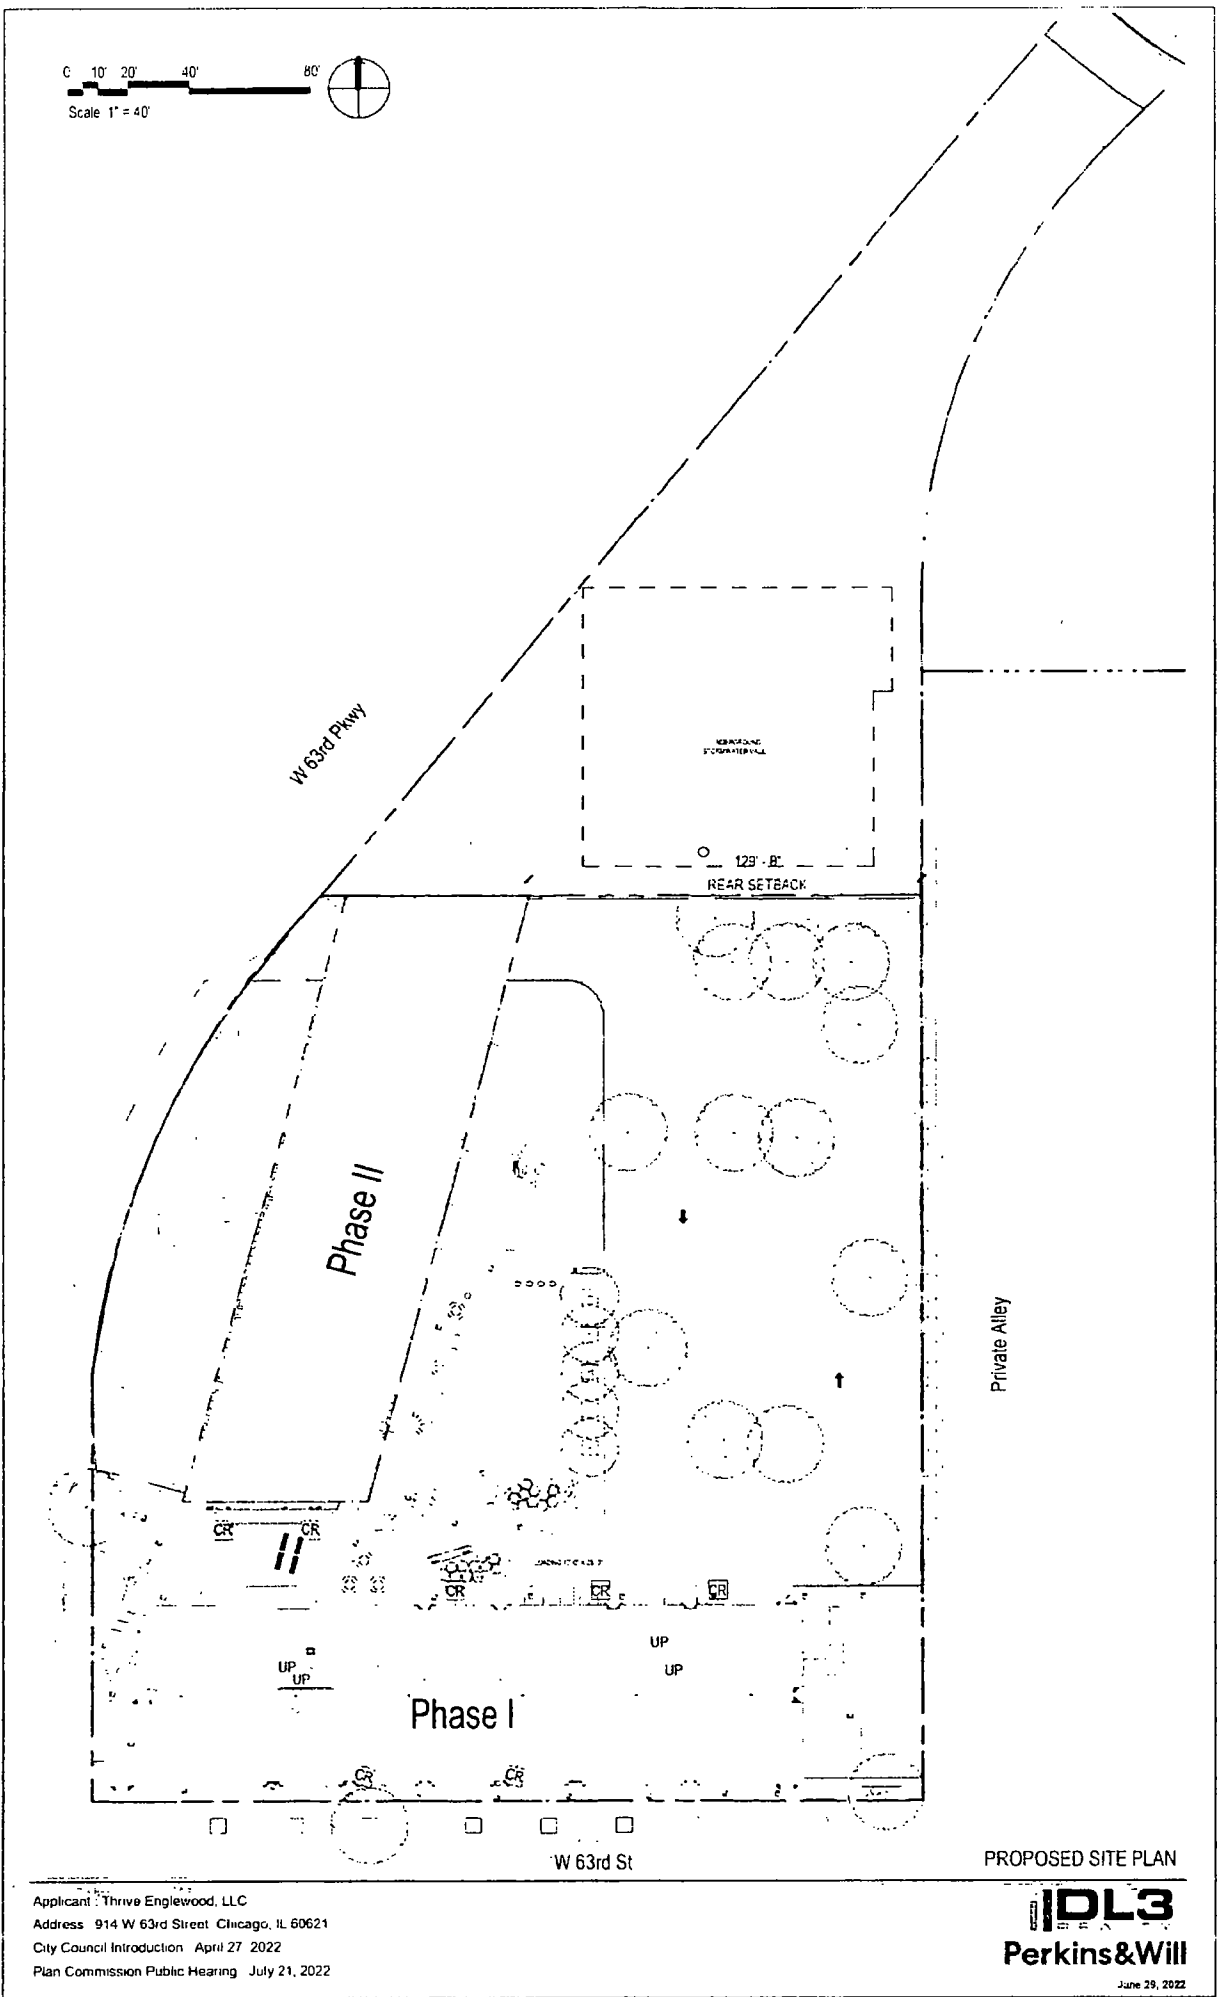 0 10' 20' 40' 80'
Scale 1" = 40'
W 63rd Pkwy
129' - 8"
REAR SETBACK
Phase II
Private Alley
CR CR
CR CR CR
UP
UP
UP
UP
Phase I
CR CR
W 63rd St
PROPOSED SITE PLAN
Applicant : Thrive Englewood, LLC
Address 914 W 63rd Street Chicago, IL 60621
City Council Introduction April 27 2022
Plan Commission Public Hearing July 21, 2022
DL3
Perkins&Will
June 29, 2022